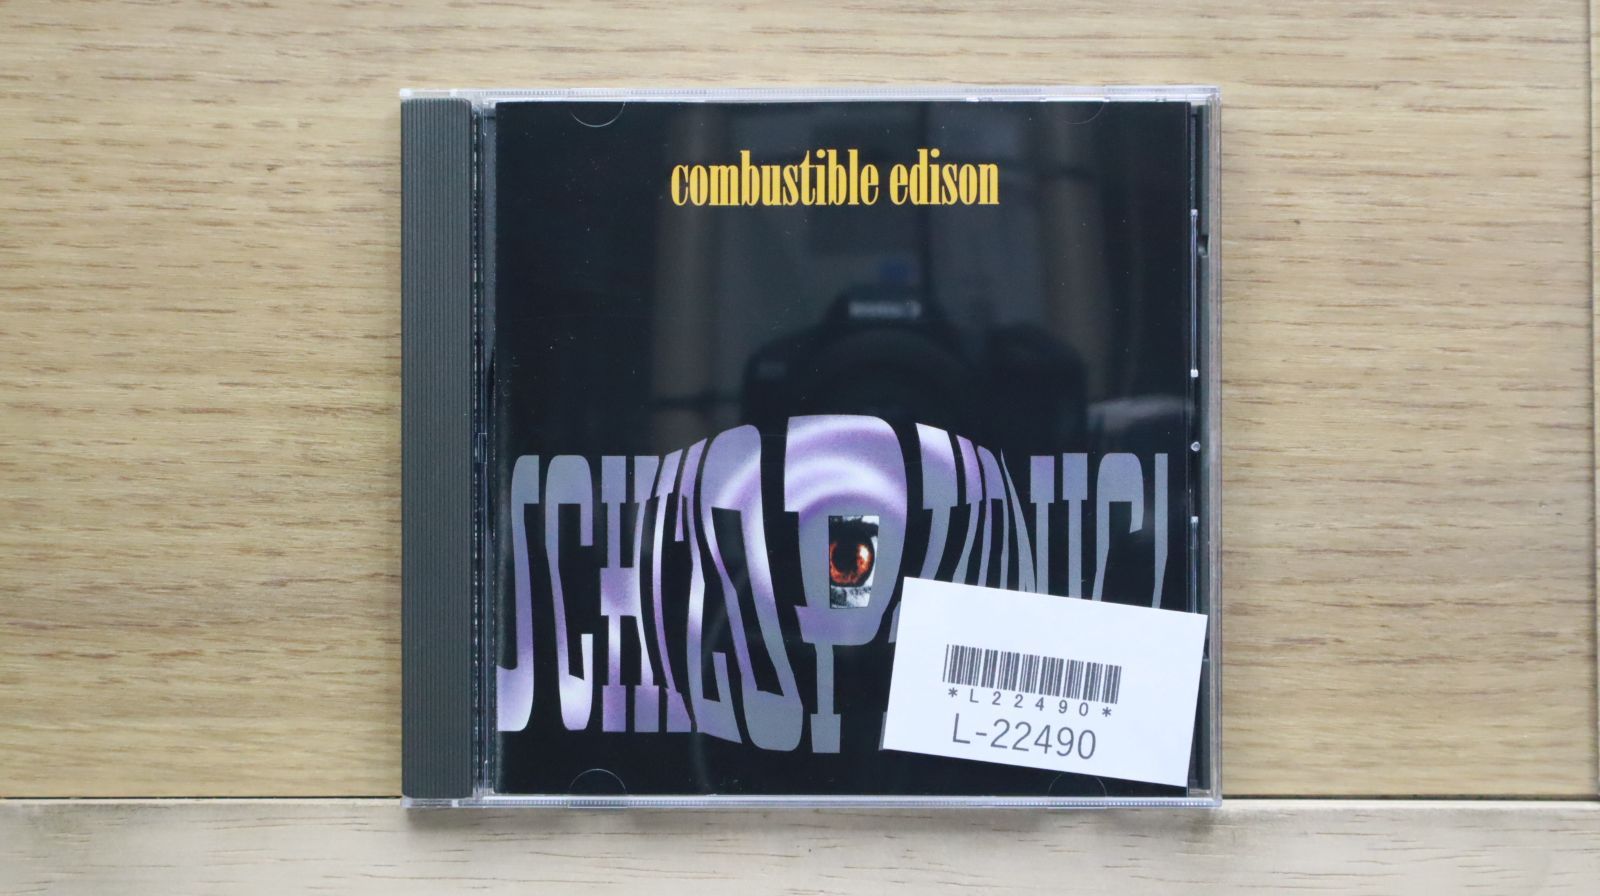 combustible edison
SCHIZOPHONIC!
*L22490*
L-22490